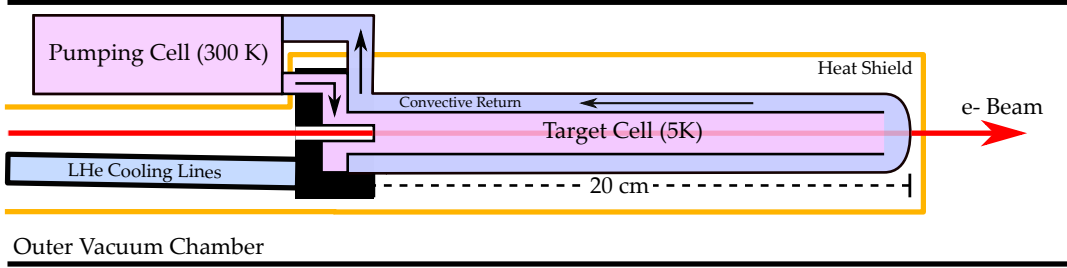 Pumping Cell (300 K)
Heat Shield
Convective Return
e- Beam
Target Cell (5K)
LHe Cooling Lines
20 cm
Outer Vacuum Chamber